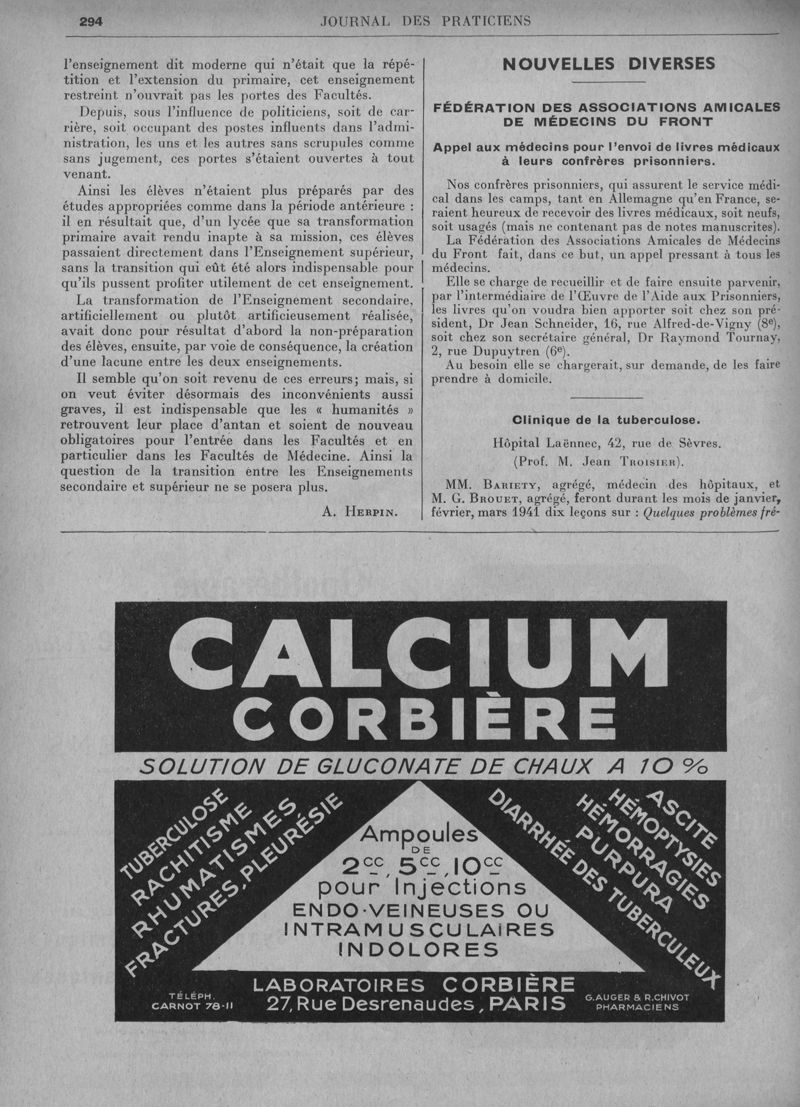 294
JOURNAL DES PRATICIENS
l'enseignement dit moderne qui n'était que la répé-
tition et l'extension du primaire, cet enseignement
restreint n'ouvrait pas les portes des Facultés.
Depuis, sous l'influence de politiciens, soit de car-
rière, soit occupant des postes influents dans l'admi-
nistration, les uns et les autres sans scrupules comme
sans jugement, ces portes s'étaient ouvertes à tout
venant.
Ainsi les élèves n'étaient plus préparés par des
études appropriées comme dans la période antérieure :
il en résultait que, d'un lycée que sa transformation
primaire avait rendu inapte à sa mission, ces élèves
passaient directement dans l'Enseignement supérieur,
sans la transition qui eût été alors indispensable pour
qu'ils pussent profiter utilement de cet enseignement.
La transformation de l'Enseignement secondaire,
artificiellement ou plutôt artificieusement réalisée,
avait donc pour résultat d'abord la non-préparation
des élèves, ensuite, par voie de conséquence, la création
d'une lacune entre les deux enseignements.
Il semble qu'on soit revenu de ces erreurs; mais, si
on veut éviter désormais des inconvénients aussi
graves, il est indispensable que les « humanités »
retrouvent leur place d'antan et soient de nouveau
obligatoires pour l'entrée dans les Facultés et en
particulier dans les Facultés de Médecine. Ainsi la
question de la transition entre les Enseignements
secondaire et supérieur ne se posera plus.
A. HERPIN.
NOUVELLES DIVERSES
FÉDÉRATION DES ASSOCIATIONS AMICALES
DE MÉDECINS DU FRONT
Appel aux médecins pour l'envoi de livres médicaux
à leurs confrères prisonniers.
Nos confrères prisonniers, qui assurent le service médi-
cal dans les camps, tant en Allemagne qu'en France, se-
raient heureux de recevoir des livres médicaux, soit neufs,
soit usagés (mais ne contenant pas de notes manuscrites).
La Fédération des Associations Amicales de Médecins
du Front fait, dans ce but, un appel pressant à tous les
médecins.
Elle se charge de recueillir et de faire ensuite parvenir,
par l'intermédiaire de l'Œuvre de l'Aide aux Prisonniers,
les livres qu'on voudra bien apporter soit chez son pré-
sident, Dr Jean Schneider, 16, rue Alfred-de-Vigny (8e),
soit chez son secrétaire général, Dr Raymond Tournay,
2, rue Dupuytren (6e).
Au besoin elle se chargerait, sur demande, de les faire
prendre à domicile.
Clinique de la tuberculose.
Hôpital Laënnec, 42, rue de Sèvres.
(Prof. M. Jean TROISIER).
MM. BARIETY, agrégé, médecin des hôpitaux, et
M. G. BROUET, agrégé, feront durant les mois de janvier,
février, mars 1941 dix leçons sur : Quelques problèmes fré-
CALCIUM
CORBIÈRE
SOLUTION DE GLUCONATE DE CHAUX A 10 %
TUBERCULOSE
RACHITISME
RHUMATISMES,
FRACTURES, PLEURÉSIE
Ampoules
DE
2cc, 5cc, 10cc
pour Injections
ENDO-VEINEUSES OU
INTRAMUSCULAIRES
INDOLORES
ASCITE
HÉMOPTYSIES
HÉMORRAGIES
PURPURA
DIARRHÉE DES TUBERCULEUX
TÉLÉPH.
CARNOT 78-11
LABORATOIRES CORBIÈRE
27, Rue Desrenaudes, PARIS
G. AUGER & R. CHIVOT
PHARMACIENS